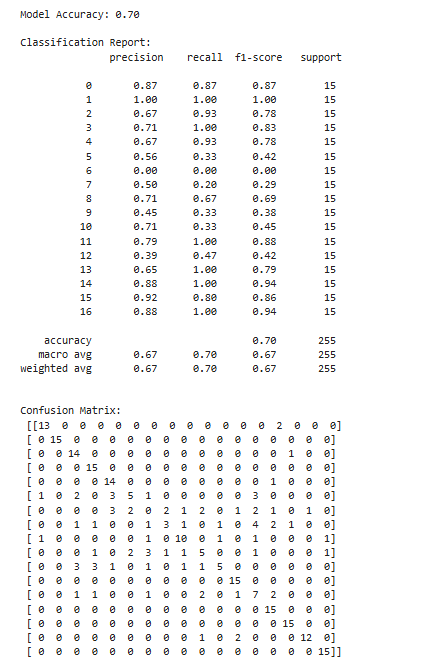 Model Accuracy: 0.70
Classification Report:
precision recall f1-score support
0 0.87 0.87 0.87 15
1 1.00 1.00 1.00 15
2 0.67 0.93 0.78 15
3 0.71 1.00 0.83 15
4 0.67 0.93 0.78 15
5 0.56 0.33 0.42 15
6 0.00 0.00 0.00 15
7 0.50 0.20 0.29 15
8 0.71 0.67 0.69 15
9 0.45 0.33 0.38 15
10 0.71 0.33 0.45 15
11 0.79 1.00 0.88 15
12 0.39 0.47 0.42 15
13 0.65 1.00 0.79 15
14 0.88 1.00 0.94 15
15 0.92 0.80 0.86 15
16 0.88 1.00 0.94 15
accuracy 0.70 255
macro avg 0.67 0.70 0.67 255
weighted avg 0.67 0.70 0.67 255
Confusion Matrix:
[[13 0 0 0 0 0 0 0 0 0 0 0 0 2 0 0 0]
[ 0 15 0 0 0 0 0 0 0 0 0 0 0 0 0 0 0]
[ 0 0 14 0 0 0 0 0 0 0 0 0 0 0 1 0 0]
[ 0 0 0 15 0 0 0 0 0 0 0 0 0 0 0 0 0]
[ 0 0 0 0 14 0 0 0 0 0 0 0 0 1 0 0 0]
[ 1 0 2 0 3 5 1 0 0 0 0 0 3 0 0 0 0]
[ 0 0 0 0 3 2 0 2 1 2 0 1 2 1 0 1 0]
[ 0 0 1 1 0 0 1 3 1 0 1 0 4 2 1 0 0]
[ 1 0 0 0 0 0 1 0 10 0 1 0 1 0 0 0 1]
[ 0 0 0 1 0 2 3 1 1 5 0 0 1 0 0 0 1]
[ 0 0 3 3 1 0 1 0 1 1 5 0 0 0 0 0 0]
[ 0 0 0 0 0 0 0 0 0 0 0 15 0 0 0 0 0]
[ 0 0 1 1 0 0 1 0 0 2 0 1 7 2 0 0 0]
[ 0 0 0 0 0 0 0 0 0 0 0 0 0 15 0 0 0]
[ 0 0 0 0 0 0 0 0 0 0 0 0 0 0 15 0 0]
[ 0 0 0 0 0 0 0 0 0 1 0 2 0 0 0 12 0]
[ 0 0 0 0 0 0 0 0 0 0 0 0 0 0 0 0 15]]